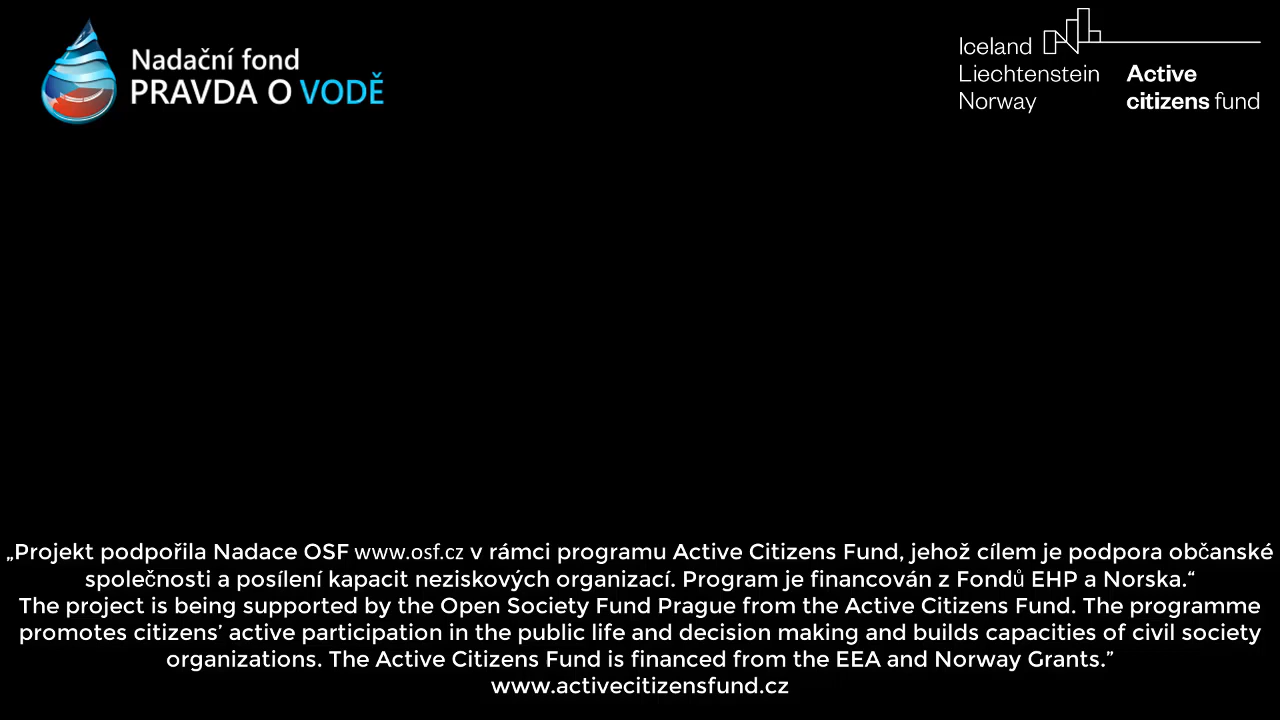 Nadační fond
PRAVDA O VODĚ
Iceland
Liechtenstein
Norway
Active
citizens fund
„Projekt podpořila Nadace OSF www.osf.cz v rámci programu Active Citizens Fund, jehož cílem je podpora občanské
společnosti a posílení kapacit neziskových organizací. Program je financován z Fondů EHP a Norska.“
The project is being supported by the Open Society Fund Prague from the Active Citizens Fund. The programme
promotes citizens’ active participation in the public life and decision making and builds capacities of civil society
organizations. The Active Citizens Fund is financed from the EEA and Norway Grants.”
www.activecitizensfund.cz